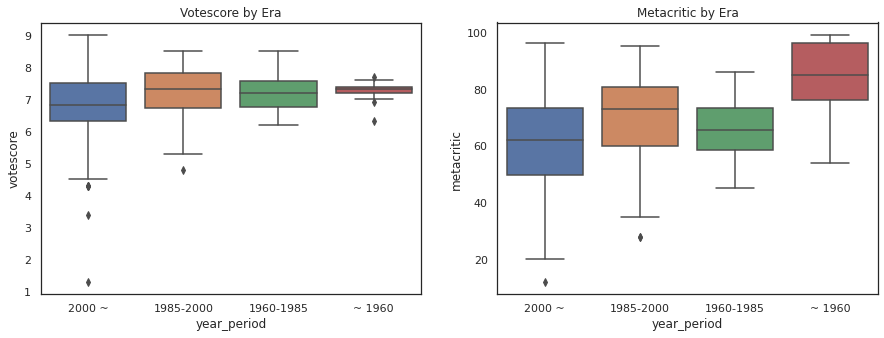 Votescore by Era
votescore
9
8
7
6
5
4
3
2
1
2000 ~ 1985-2000 1960-1985 ~ 1960
year_period
Metacritic by Era
metacritic
100
80
60
40
20
2000 ~ 1985-2000 1960-1985 ~ 1960
year_period